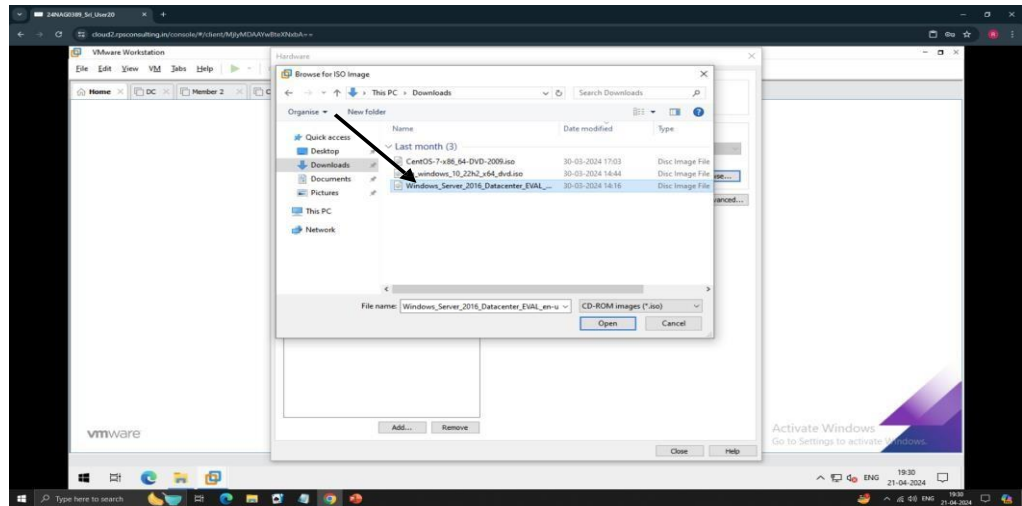 24NAG0389_Sri_User20
cloud2.rpsconsulting.in/console/#/client/MjIyMDAAYwBteXNxbA==
VMware Workstation
File Edit View VM Tabs Help
Home DC Member 2
Hardware
Browse for ISO Image
This PC Downloads
Search Downloads
Organise New folder
Name Date modified Type
Quick access
Desktop
Downloads
Documents
Pictures
This PC
Network
Last month (3)
CentOS-7-x86_64-DVD-2009.iso 30-03-2024 17:03 Disc Image File
_windows_10_22h2_x64_dvd.iso 30-03-2024 14:44 Disc Image File
Windows_Server_2016_Datacenter_EVAL_... 30-03-2024 14:16 Disc Image File
File name: Windows_Server_2016_Datacenter_EVAL_en-u CD-ROM images (*.iso)
Open Cancel
Add... Remove
Close Help
vmware
Activate Windows
Go to Settings to activate Windows.
ENG 19:30
21-04-2024
Type here to search
ENG 19:30
21-04-2024